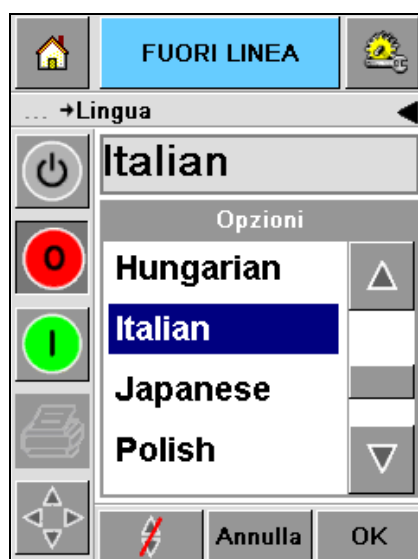 FUORI LINEA
... →Lingua
Italian
Opzioni
O
Hungarian
Italian
I
Japanese
Polish
Annulla
OK